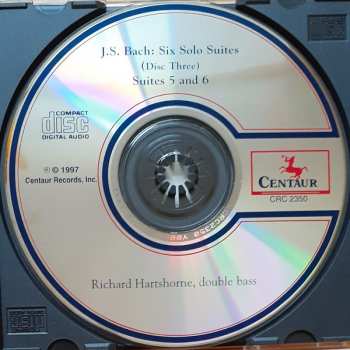 J.S. Bach: Six Solo Suites
(Disc Three)
Suites 5 and 6
COMPACT
disc
DIGITAL AUDIO
℗ © 1997
Centaur Records, Inc.
CENTAUR
CRC 2350
Richard Hartshorne, double bass